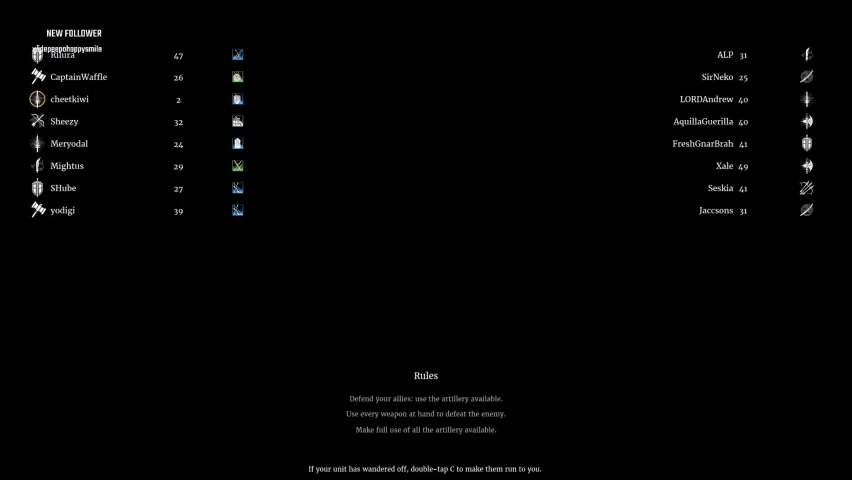 NEW FOLLOWER
Rilura 47 ALP 31
CaptainWaffle 26 SirNeko 25
cheetkiwi 2 LORDAndrew 40
Sheezy 32 AquillaGuerilla 40
Meryodal 24 FreshGnarBrah 41
Mightus 29 Xale 49
SHube 27 Seskia 41
yodigi 39 Jaccsons 31
Rules
Defend your allies: use the artillery available.
Use every weapon at hand to defeat the enemy.
Make full use of all the artillery available.
If your unit has wandered off, double-tap C to make them run to you.